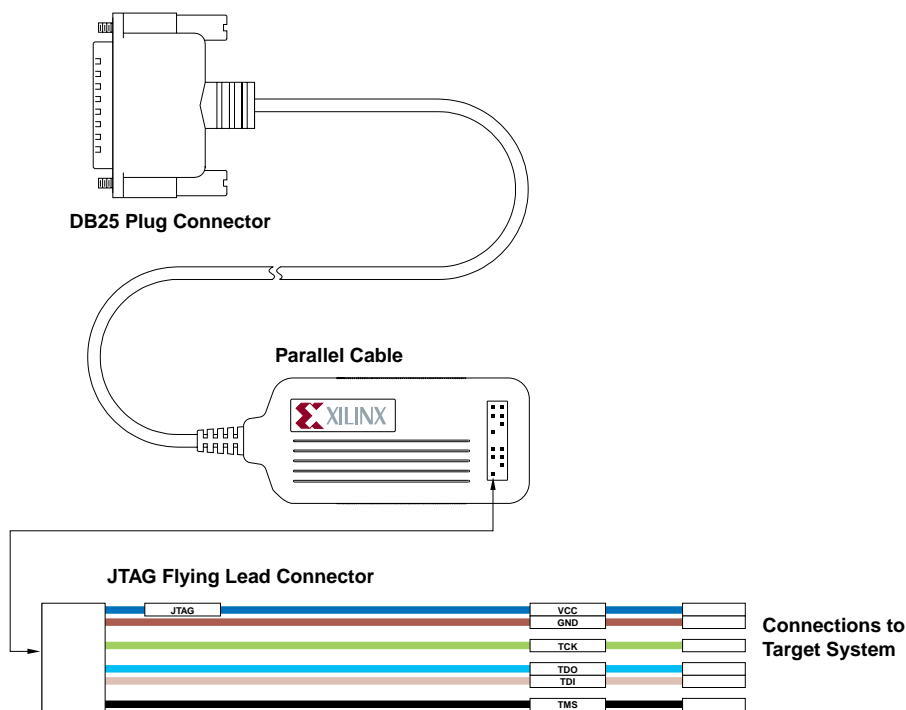 DB25 Plug Connector
Parallel Cable
XILINX
JTAG Flying Lead Connector
JTAG
VCC
GND
TCK
TDO
TDI
TMS
Connections to
Target System